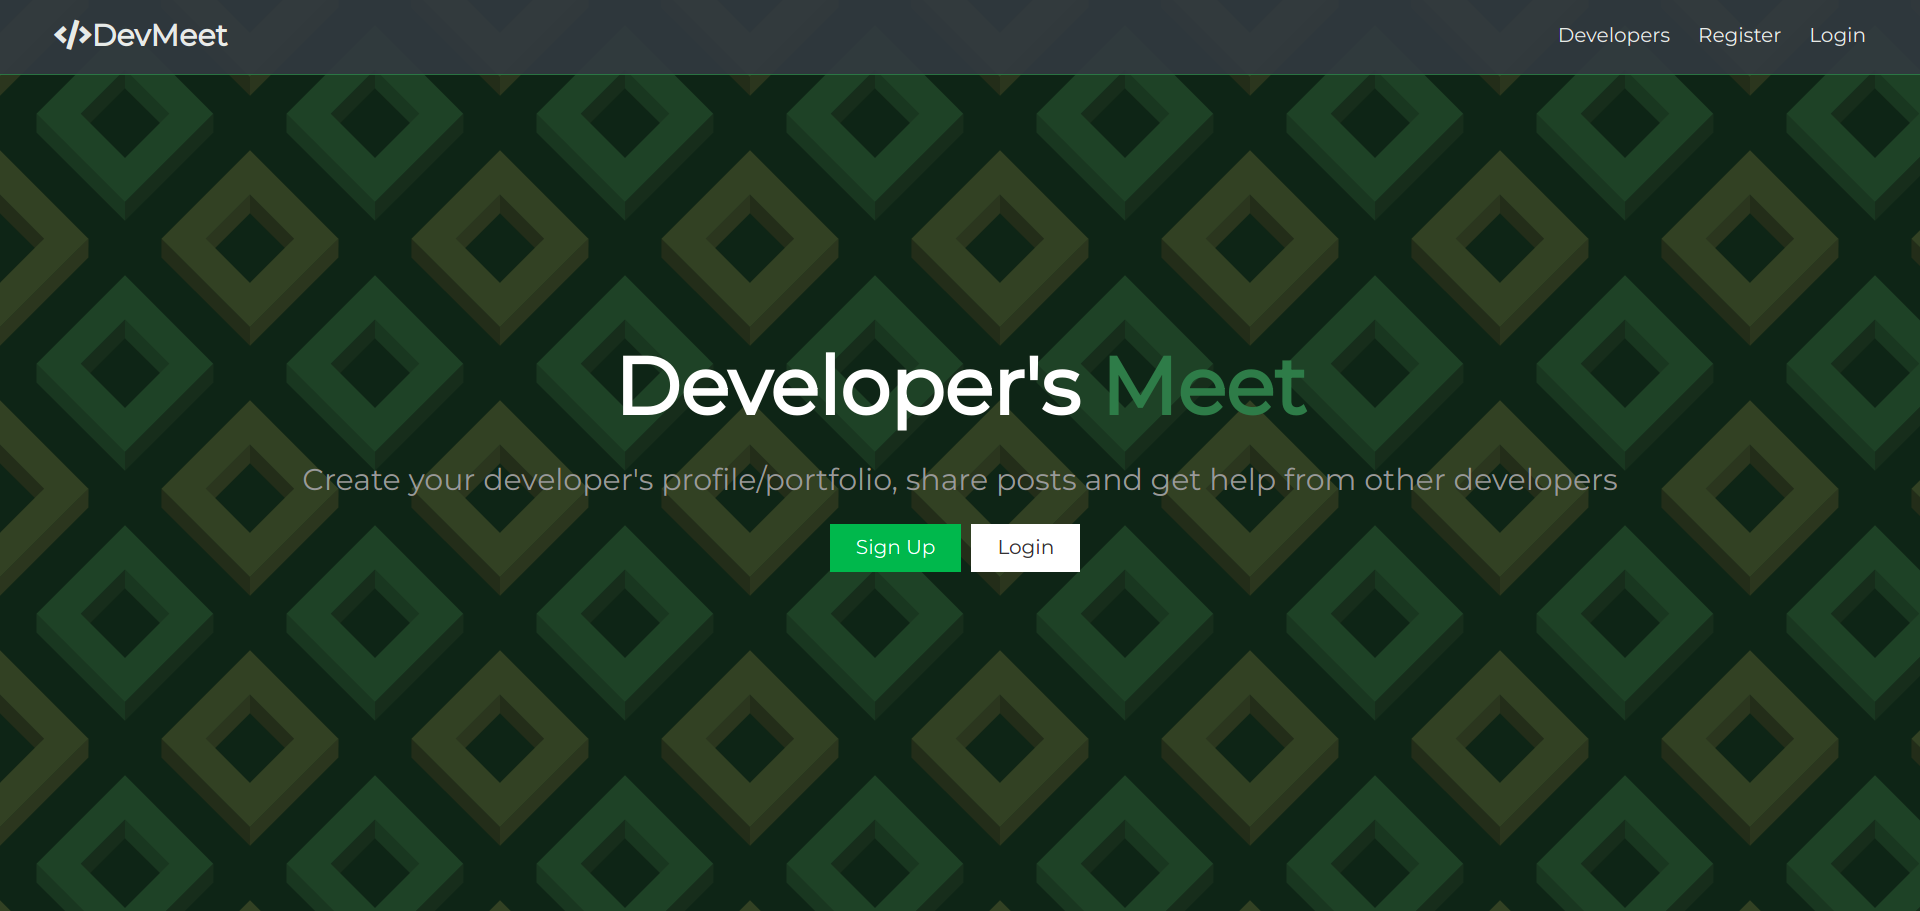 </>DevMeet
Developers Register Login
Developer's Meet
Create your developer's profile/portfolio, share posts and get help from other developers
Sign Up Login